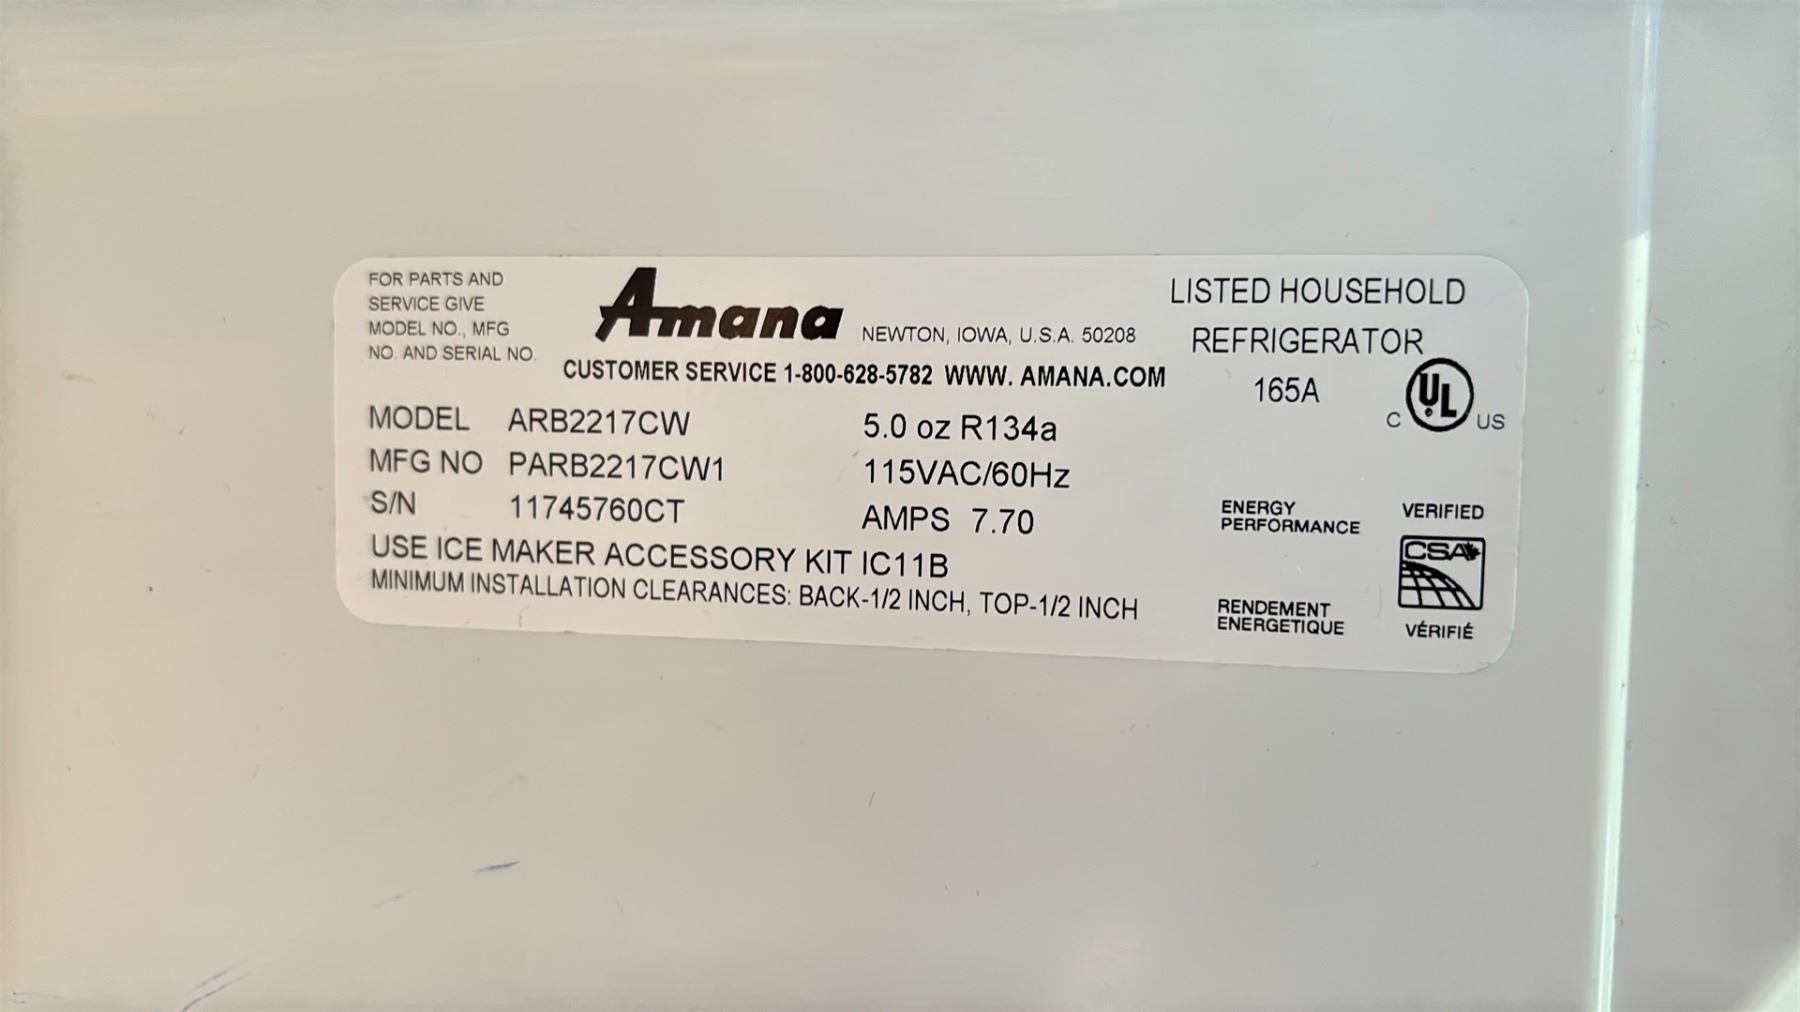 FOR PARTS AND
SERVICE GIVE
MODEL NO., MFG
NO. AND SERIAL NO.
Amana NEWTON, IOWA, U.S.A. 50208
CUSTOMER SERVICE 1-800-628-5782 WWW. AMANA.COM
LISTED HOUSEHOLD
REFRIGERATOR
165A
C UL US
MODEL ARB2217CW 5.0 oz R134a
MFG NO PARB2217CW1 115VAC/60Hz
S/N 11745760CT AMPS 7.70
USE ICE MAKER ACCESSORY KIT IC11B
MINIMUM INSTALLATION CLEARANCES: BACK-1/2 INCH, TOP-1/2 INCH
ENERGY
PERFORMANCE
VERIFIED
CSA
RENDEMENT
ENERGETIQUE
VÉRIFIÉ